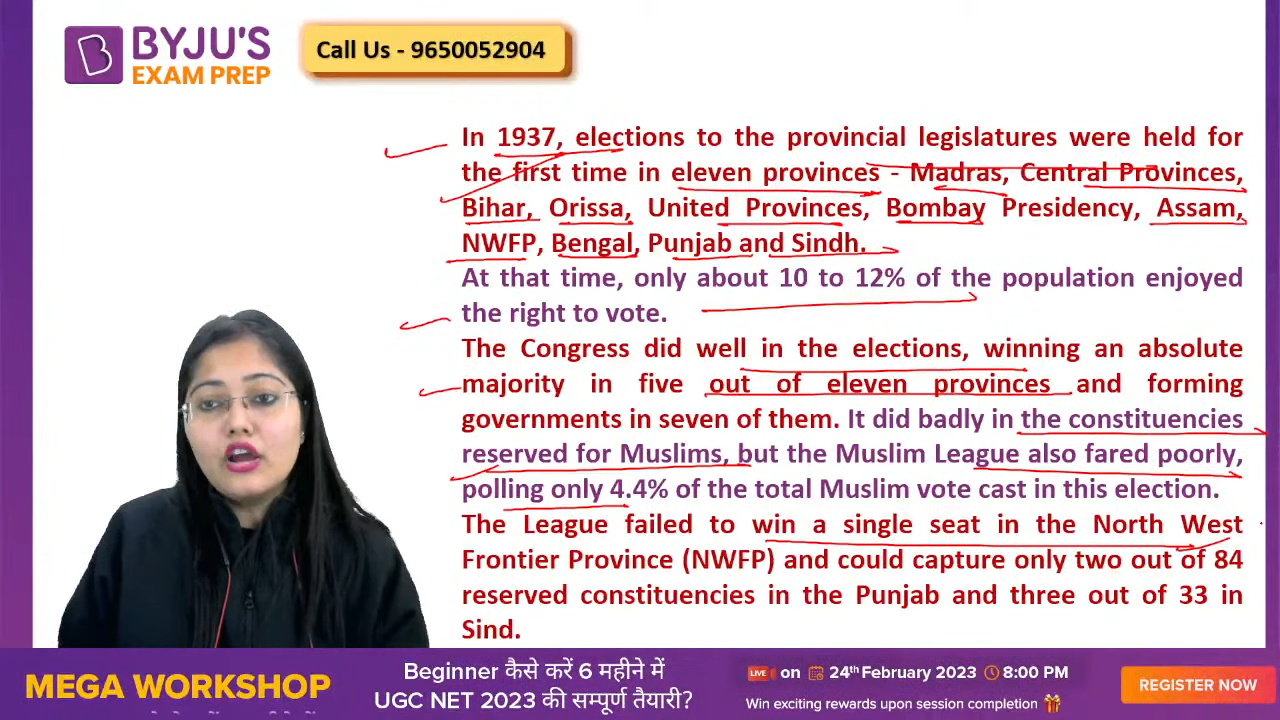 BYJU'S
EXAM PREP
Call Us - 9650052904
In 1937, elections to the provincial legislatures were held for
the first time in eleven provinces - Madras, Central Provinces,
Bihar, Orissa, United Provinces, Bombay Presidency, Assam,
NWFP, Bengal, Punjab and Sindh.
At that time, only about 10 to 12% of the population enjoyed
the right to vote.
The Congress did well in the elections, winning an absolute
majority in five out of eleven provinces and forming
governments in seven of them. It did badly in the constituencies
reserved for Muslims, but the Muslim League also fared poorly,
polling only 4.4% of the total Muslim vote cast in this election.
The League failed to win a single seat in the North West
Frontier Province (NWFP) and could capture only two out of 84
reserved constituencies in the Punjab and three out of 33 in
Sind.
MEGA WORKSHOP
Beginner कैसे करें 6 महीने में
UGC NET 2023 की सम्पूर्ण तैयारी?
LIVE on 24th February 2023 8:00 PM
Win exciting rewards upon session completion
REGISTER NOW